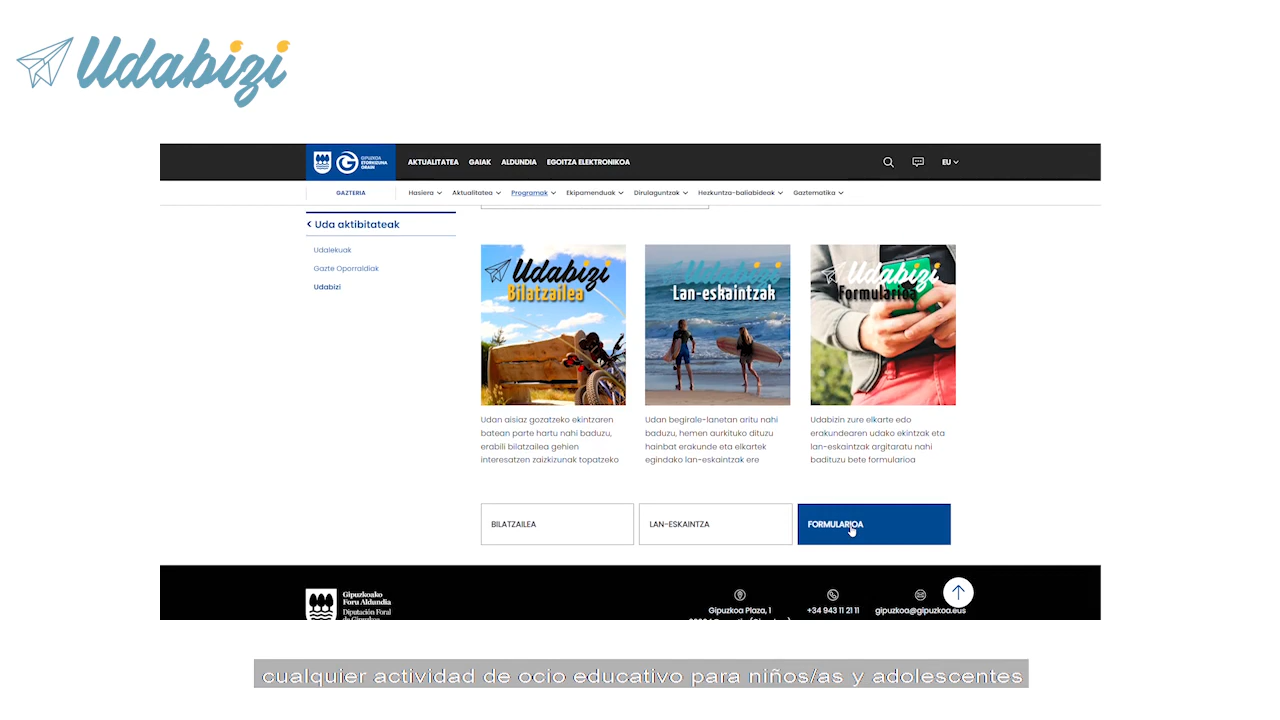 Udabizi
GIPUZKOA
ETORKIZUNA
ORAIN
AKTUALITATEA GAIAK ALDUNDIA EGOITZA ELEKTRONIKOA
EU
GAZTERIA
Hasiera Aktualitatea Programak Ekipamenduak Dirulaguntzak Hezkuntza-baliabideak Gaztematika
Uda aktibitateak
Udalekuak
Gazte Oporraldiak
Udabizi
Udabizi
Bilatzailea
Udabizi
Lan-eskaintzak
Udabizi
Formularioa
Udan aisiaz gozatzeko ekintzaren
batean parte hartu nahi baduzu,
erabili bilatzailea gehien
interesatzen zaizkizunak topatzeko
Udan begirale-lanetan aritu nahi
baduzu, hemen aurkituko dituzu
hainbat erakunde eta elkartek
egindako lan-eskaintzak ere
Udabizin zure elkarte edo
erakundearen udako ekintzak eta
lan-eskaintzak argitaratu nahi
badituzu bete formularioa
BILATZAILEA
LAN-ESKAINTZA
FORMULARIOA
Gipuzkoako
Foru Aldundia
Diputación Foral
de Gipuzkoa
Gipuzkoa Plaza, 1
+34 943 11 21 11
gipuzkoa@gipuzkoa.eus
cualquier actividad de ocio educativo para niños/as y adolescentes